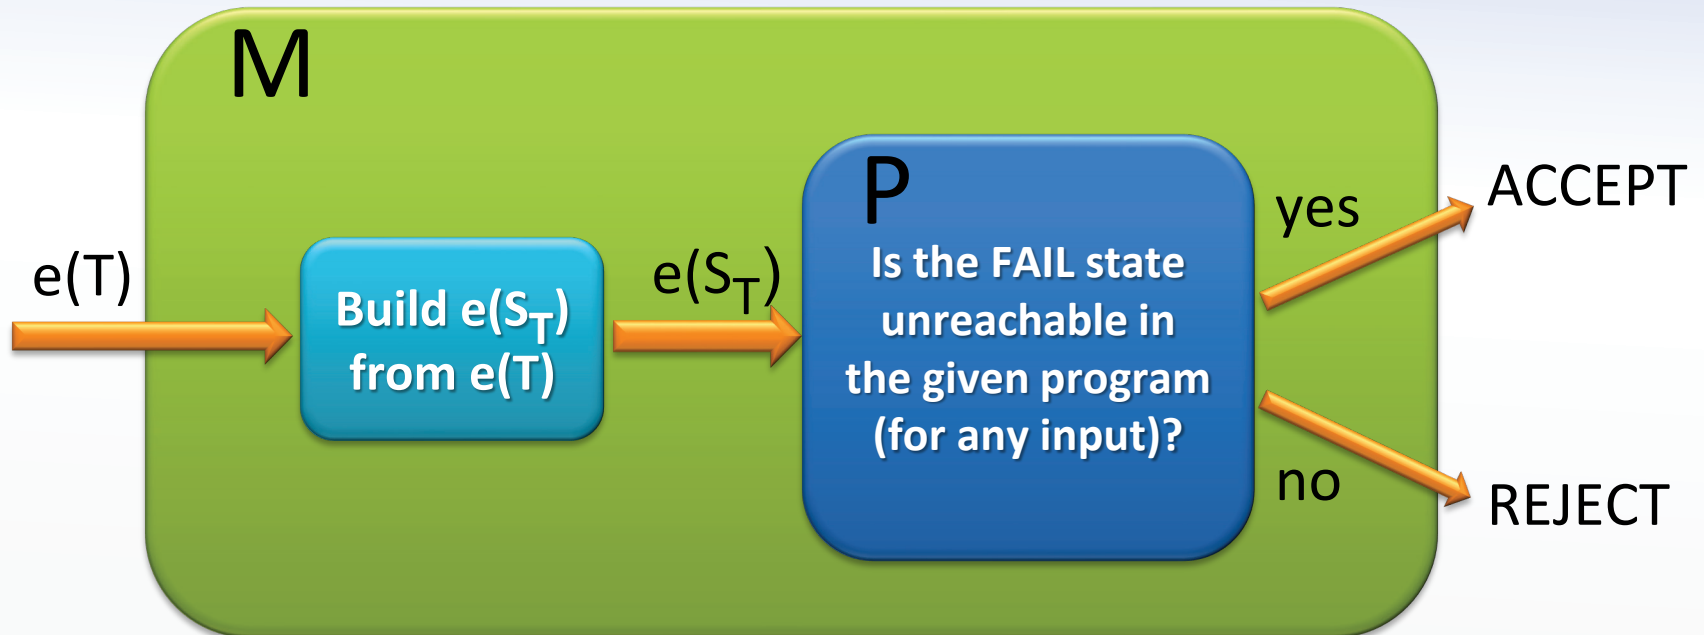 M
e(T)
Build e(S_T)
from e(T)
e(S_T)
P
Is the FAIL state
unreachable in
the given program
(for any input)?
yes
ACCEPT
no
REJECT